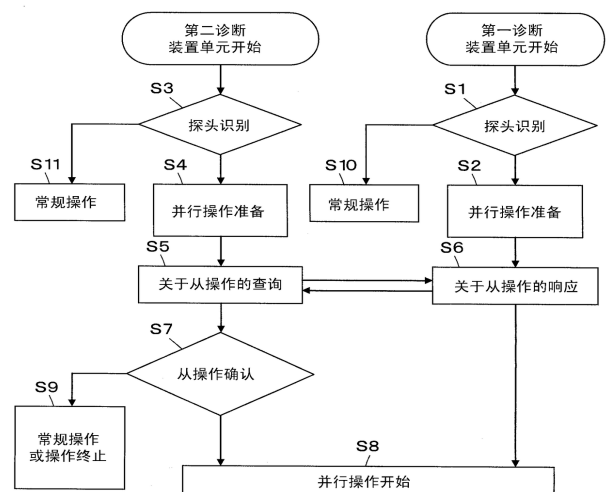 第二诊断
装置单元开始
第一诊断
装置单元开始
S3
探头识别
S1
探头识别
S11
常规操作
S4
并行操作准备
S10
常规操作
S2
并行操作准备
S5
关于从操作的查询
S6
关于从操作的响应
S7
从操作确认
S9
常规操作
或操作终止
S8
并行操作开始